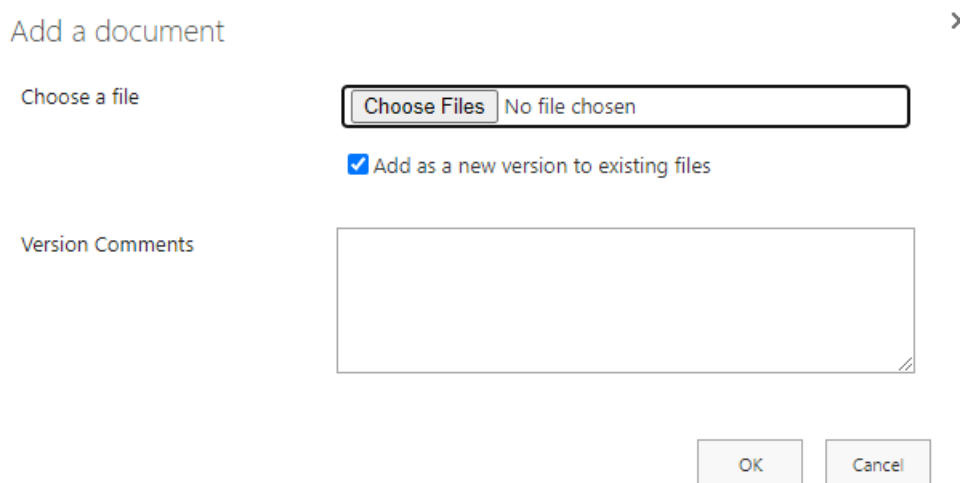 Add a document
Choose a file
Choose Files No file chosen
Add as a new version to existing files
Version Comments
OK Cancel